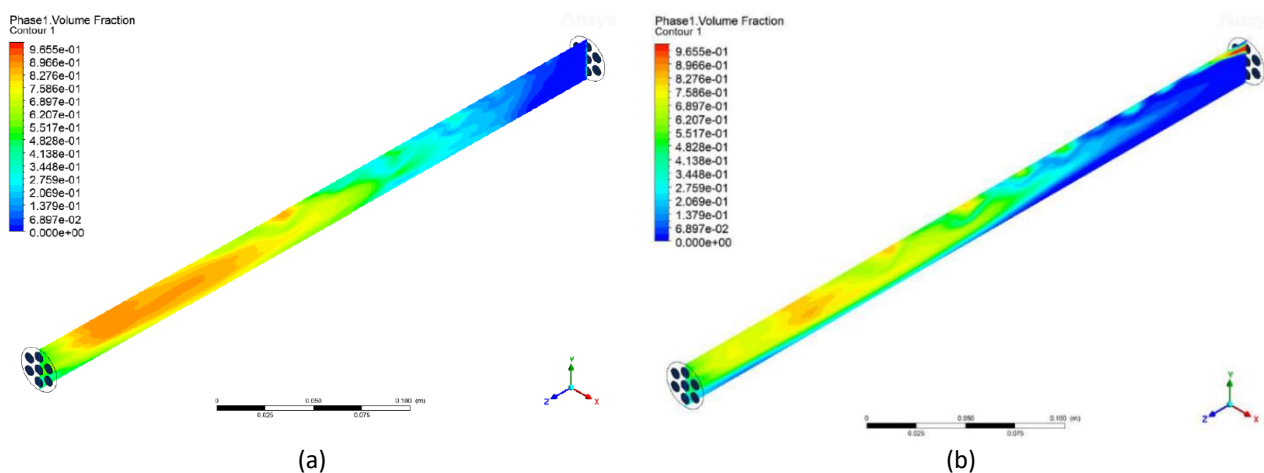 Phase1.Volume Fraction
Contour 1
9.655e-01
8.966e-01
8.276e-01
7.586e-01
6.897e-01
6.207e-01
5.517e-01
4.828e-01
4.138e-01
3.448e-01
2.759e-01
2.069e-01
1.379e-01
6.897e-02
0.000e+00
Ansys
Y
Z
X
0
0.050
0.100 (m)
0.025
0.075
(a)
Phase1.Volume Fraction
Contour 1
9.655e-01
8.966e-01
8.276e-01
7.586e-01
6.897e-01
6.207e-01
5.517e-01
4.828e-01
4.138e-01
3.448e-01
2.759e-01
2.069e-01
1.379e-01
6.897e-02
0.000e+00
Ansys
Y
Z
X
0
0.050
0.100 (m)
0.025
0.075
(b)